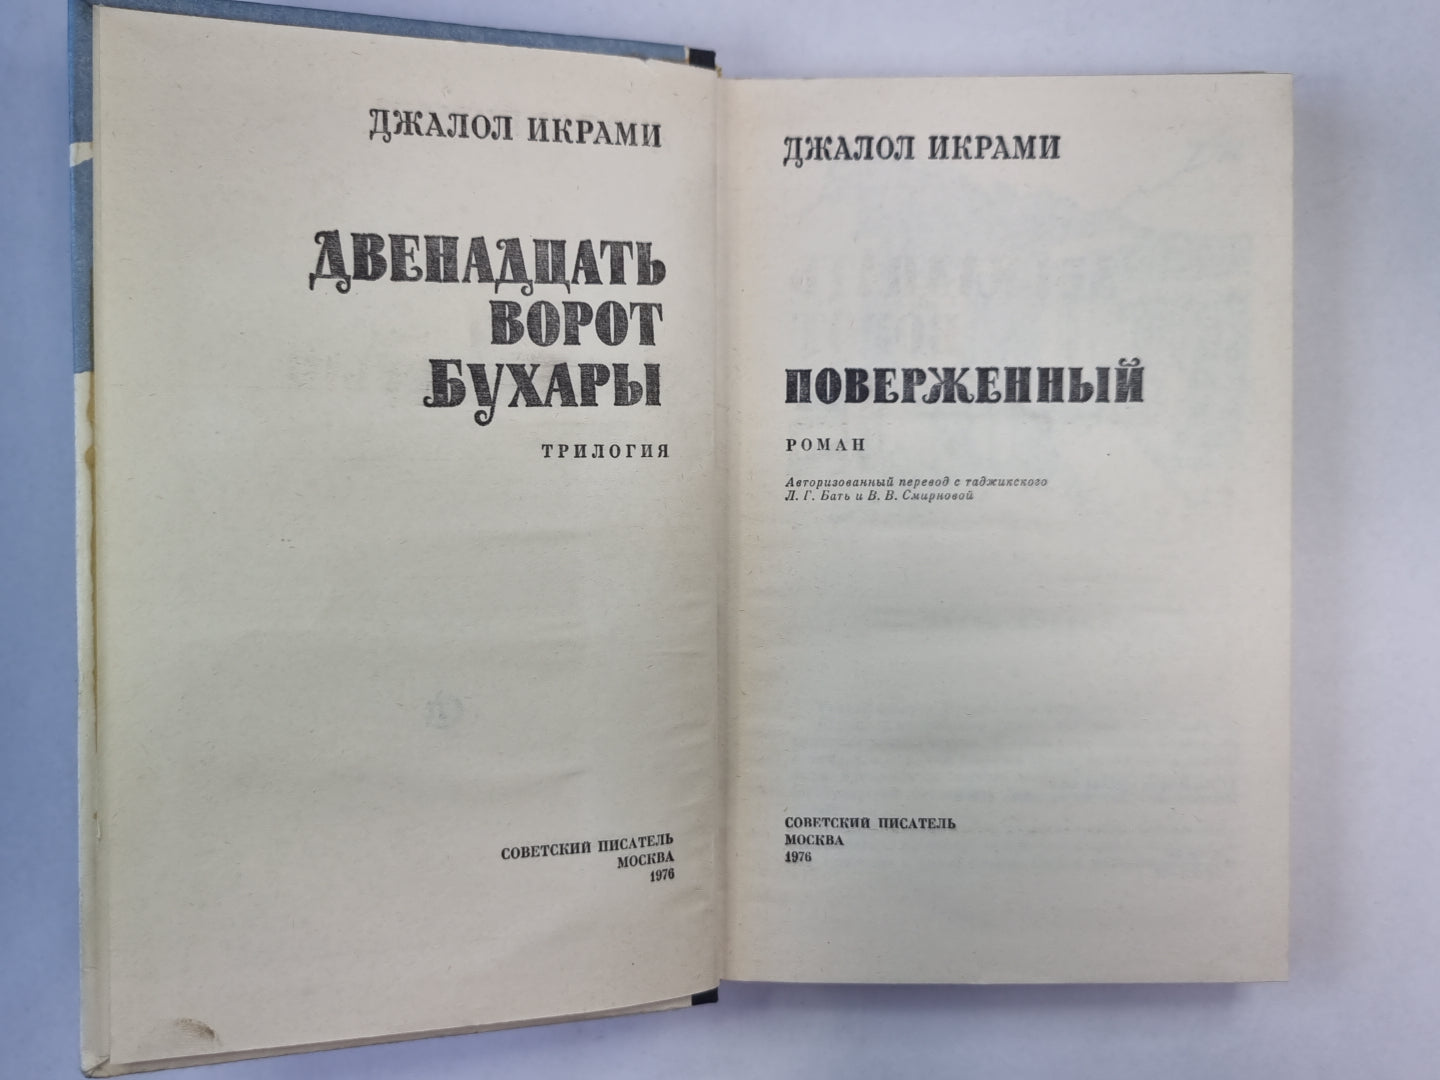 ДЖАЛОЛ ИКРАМИ
ДВЕНАДЦАТЬ
ВОРОТ
БУХАРЫ
ТРИЛОГИЯ
СОВЕТСКИЙ ПИСАТЕЛЬ
МОСКВА
1976
ДЖАЛОЛ ИКРАМИ
ПОВЕРЖЕННЫЙ
РОМАН
Авторизованный перевод с таджикского
Л. Г. Бать и В. В. Смирновой
СОВЕТСКИЙ ПИСАТЕЛЬ
МОСКВА
1976